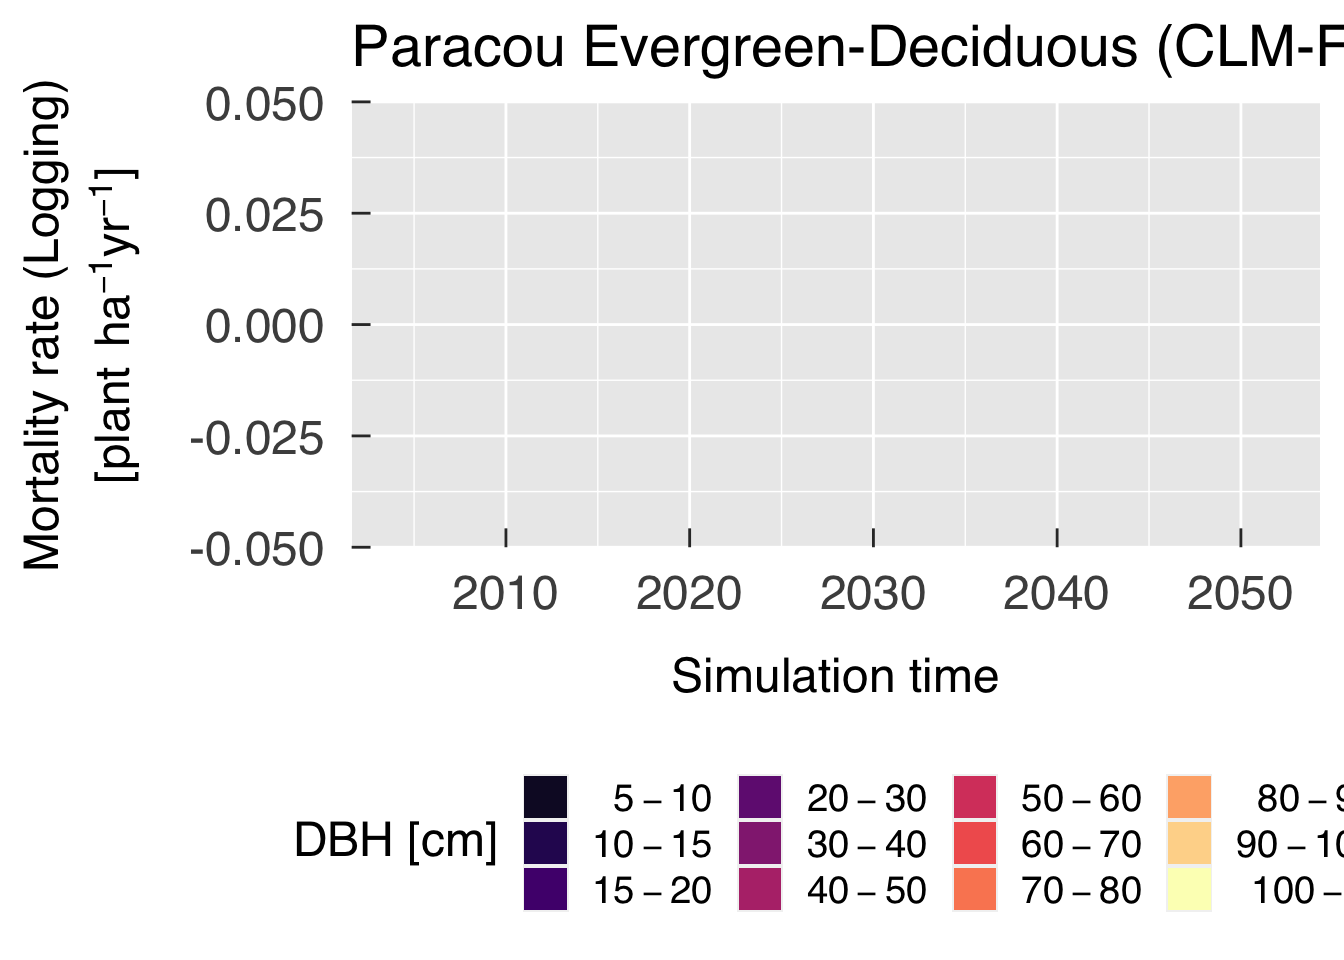 Paracou Evergreen-Deciduous (CLM-F
Mortality rate (Logging)
[plant ha⁻¹yr⁻¹]
0.050
0.025
0.000
-0.025
-0.050
2010 2020 2030 2040 2050
Simulation time
DBH [cm]
5 – 10 20 – 30 50 – 60 80 – 9
10 – 15 30 – 40 60 – 70 90 – 10
15 – 20 40 – 50 70 – 80 100 –